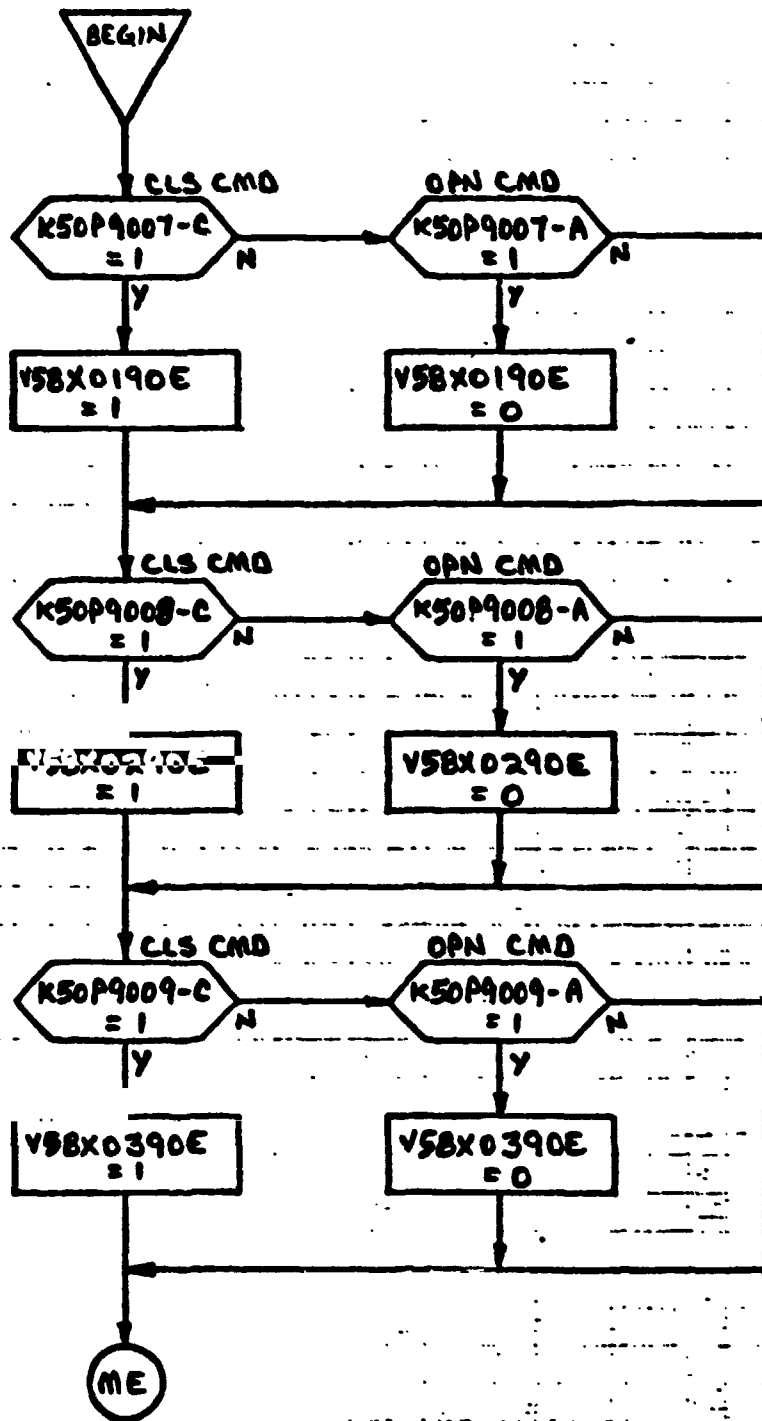 BEGIN
CLS CMD
OPN CMD
K50P9007-C
= 1
N
Y
K50P9007-A
= 1
N
Y
V58X0190E
= 1
V58X0190E
= 0
CLS CMD
OPN CMD
K50P9008-C
= 1
N
Y
K50P9008-A
= 1
N
Y
= 1
V58X0290E
= 0
CLS CMD
OPN CMD
K50P9009-C
= 1
N
Y
K50P9009-A
= 1
N
Y
V58X0390E
= 1
V58X0390E
= 0
ME